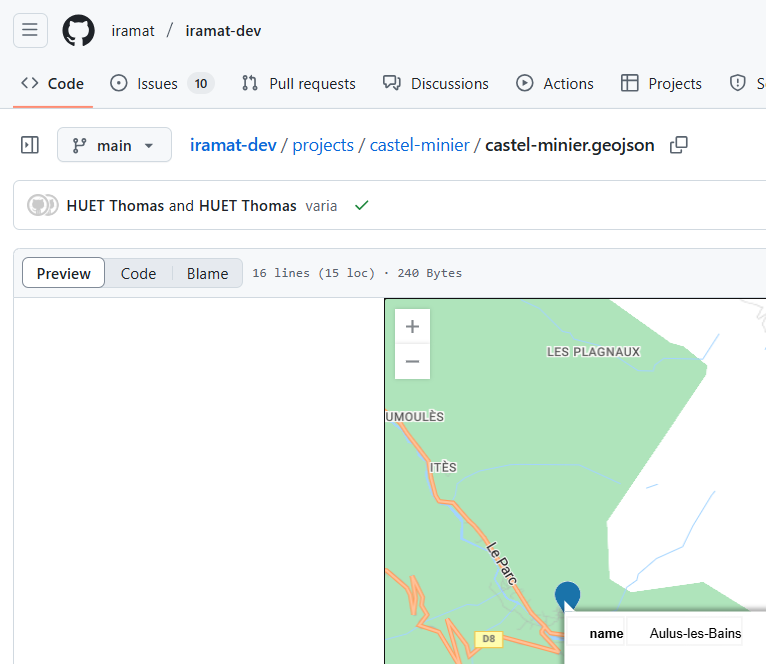 iramat / iramat-dev
Code Issues 10 Pull requests Discussions Actions Projects
main iramat-dev / projects / castel-minier / castel-minier.geojson
HUET Thomas and HUET Thomas varia
Preview Code Blame 16 lines (15 loc) · 240 Bytes
+
LES PLAGNAUX
−
UMOULÈS
ITÈS
Le Parc
D8
name Aulus-les-Bains